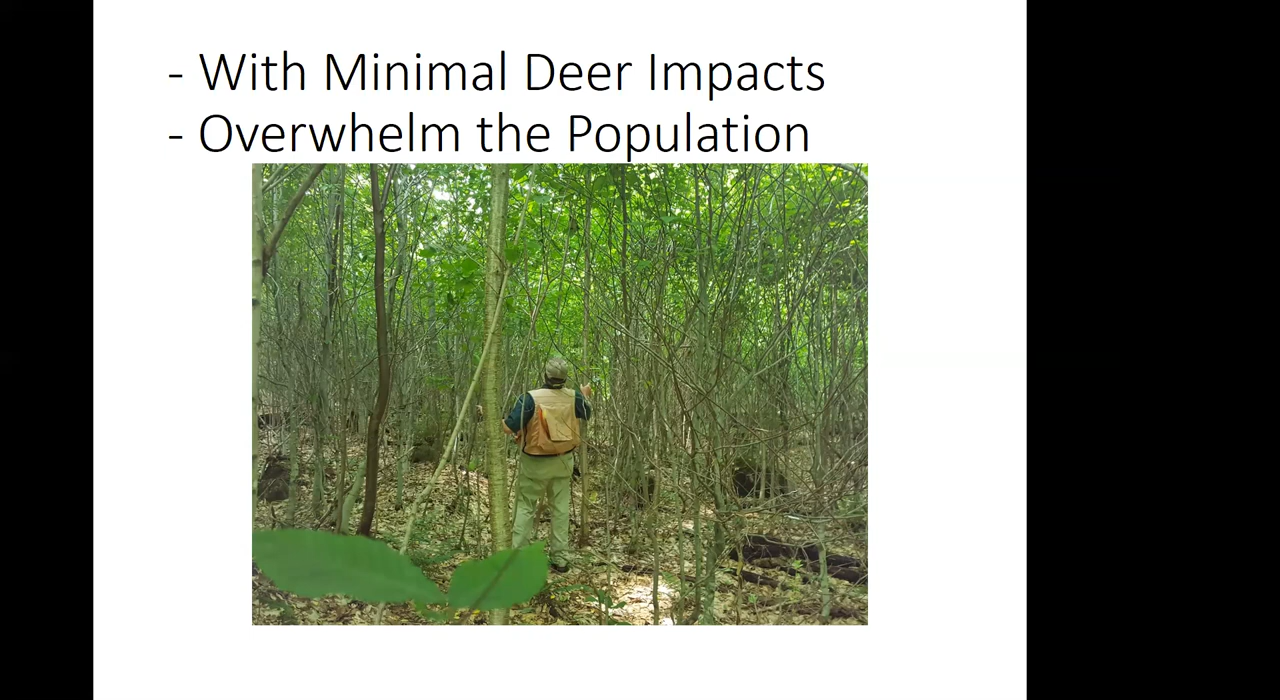 - With Minimal Deer Impacts
- Overwhelm the Population